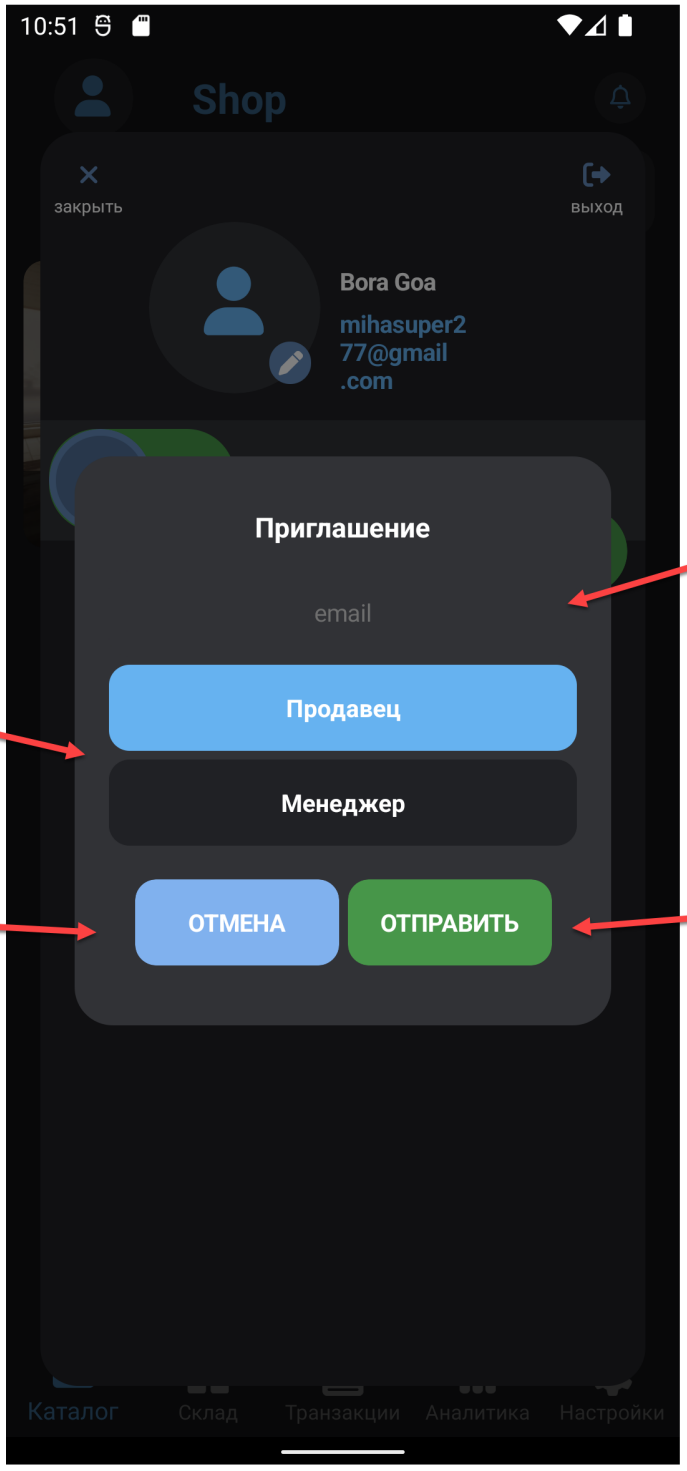 10:51
Shop
закрыть
выход
Bora Goa
mihasuper2
77@gmail
.com
Приглашение
email
Продавец
Менеджер
ОТМЕНА ОТПРАВИТЬ
Каталог Склад Транзакции Аналитика Настройки